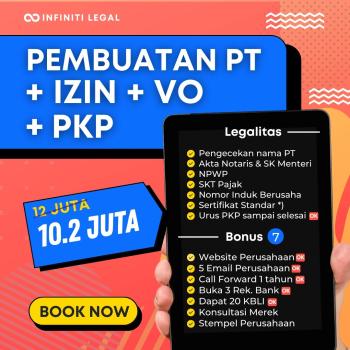 INFINITI LEGAL
PEMBUATAN PT
+ IZIN + VO
+ PKP
Legalitas
Pengecekan nama PT
Akta Notaris & SK Menteri
NPWP
SKT Pajak
Nomor Induk Berusaha
Sertifikat Standar *)
Urus PKP sampai selesai OK
12 JUTA
10.2 JUTA
Bonus 7
Website Perusahaan OK
5 Email Perusahaan OK
Call Forward 1 tahun OK
Buka 3 Rek. Bank OK
Dapat 20 KBLI OK
Konsultasi Merek
Stempel Perusahaan
BOOK NOW